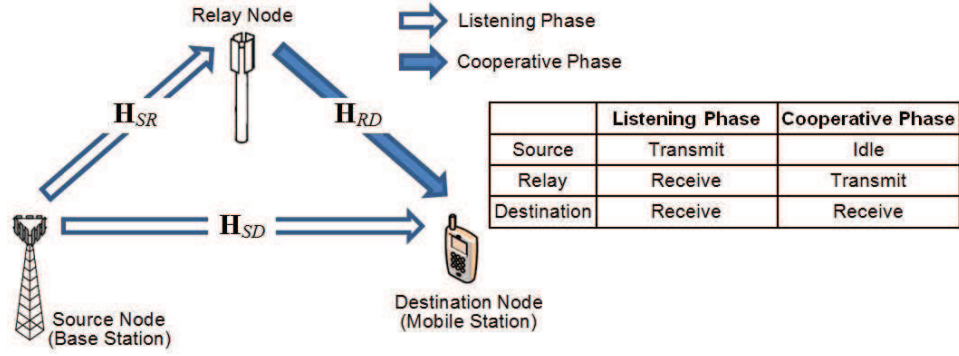 Relay Node
Listening Phase
Cooperative Phase
H_SR
H_RD
Listening Phase Cooperative Phase
Source Transmit Idle
Relay Receive Transmit
Destination Receive Receive
H_SD
Source Node
(Base Station)
Destination Node
(Mobile Station)